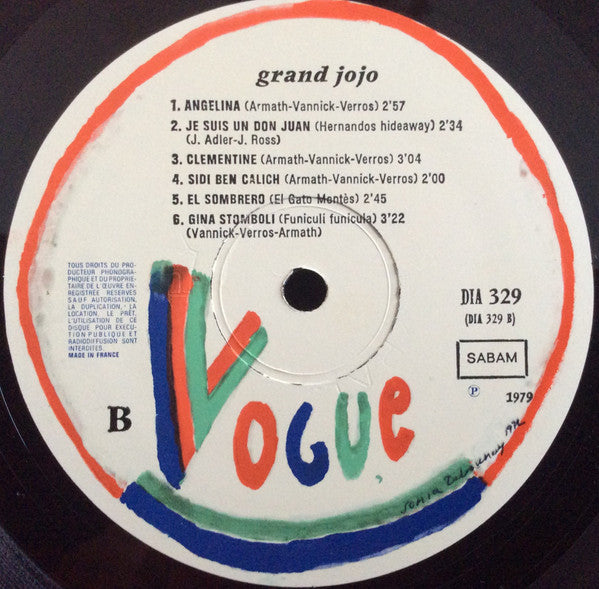 grand jojo
1. ANGELINA (Armath-Vannick-Verros) 2'57
2. JE SUIS UN DON JUAN (Hernandos hideaway) 2'34
(J. Adler-J. Ross)
3. CLEMENTINE (Armath-Vannick-Verros) 3'04
4. SIDI BEN CALICH (Armath-Vannick-Verros) 2'00
5. EL SOMBRERO (El Gato Montès) 2'45
6. GINA STOMBOLI (Funiculi funicula) 3'22
(Vannick-Verros-Armath)
TOUS DROITS DU PRO-
DUCTEUR PHONOGRA-
PHIQUE ET DU PROPRIE-
TAIRE DE L'ŒUVRE EN-
REGISTREE RESERVES
SAUF AUTORISATION,
LA DUPLICATION, LA
LOCATION, LE PRÊT,
L'UTILISATION DE CE
DISQUE POUR EXECU-
TION PUBLIQUE ET
RADIODIFFUSION SONT
INTERDITES.
MADE IN FRANCE
DIA 329
(DIA 329 B)
SABAM
Ⓟ 1979
B
VOGUE
SONIA Delaunay